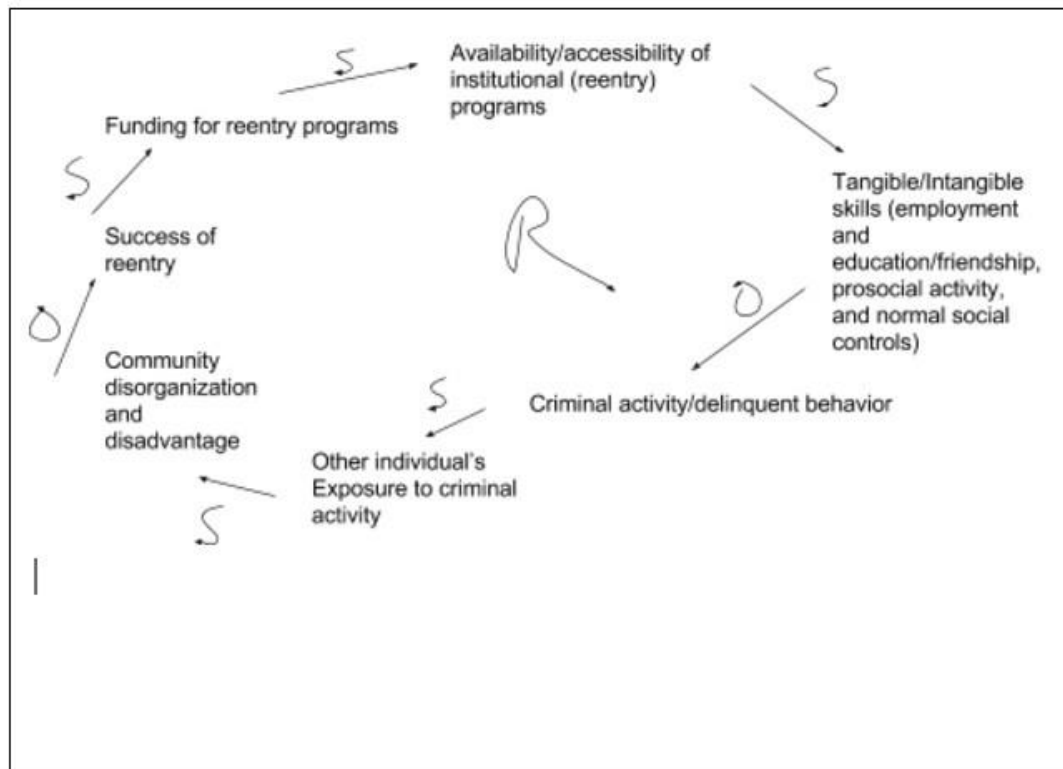 S
Availability/accessibility of
institutional (reentry)
programs
S
Funding for reentry programs
S
Tangible/Intangible
skills (employment
and
education/friendship,
prosocial activity,
and normal social
controls)
R
Success of
reentry
O
O
Community
disorganization
and
disadvantage
S
Criminal activity/delinquent behavior
Other individual's
Exposure to criminal
activity
S